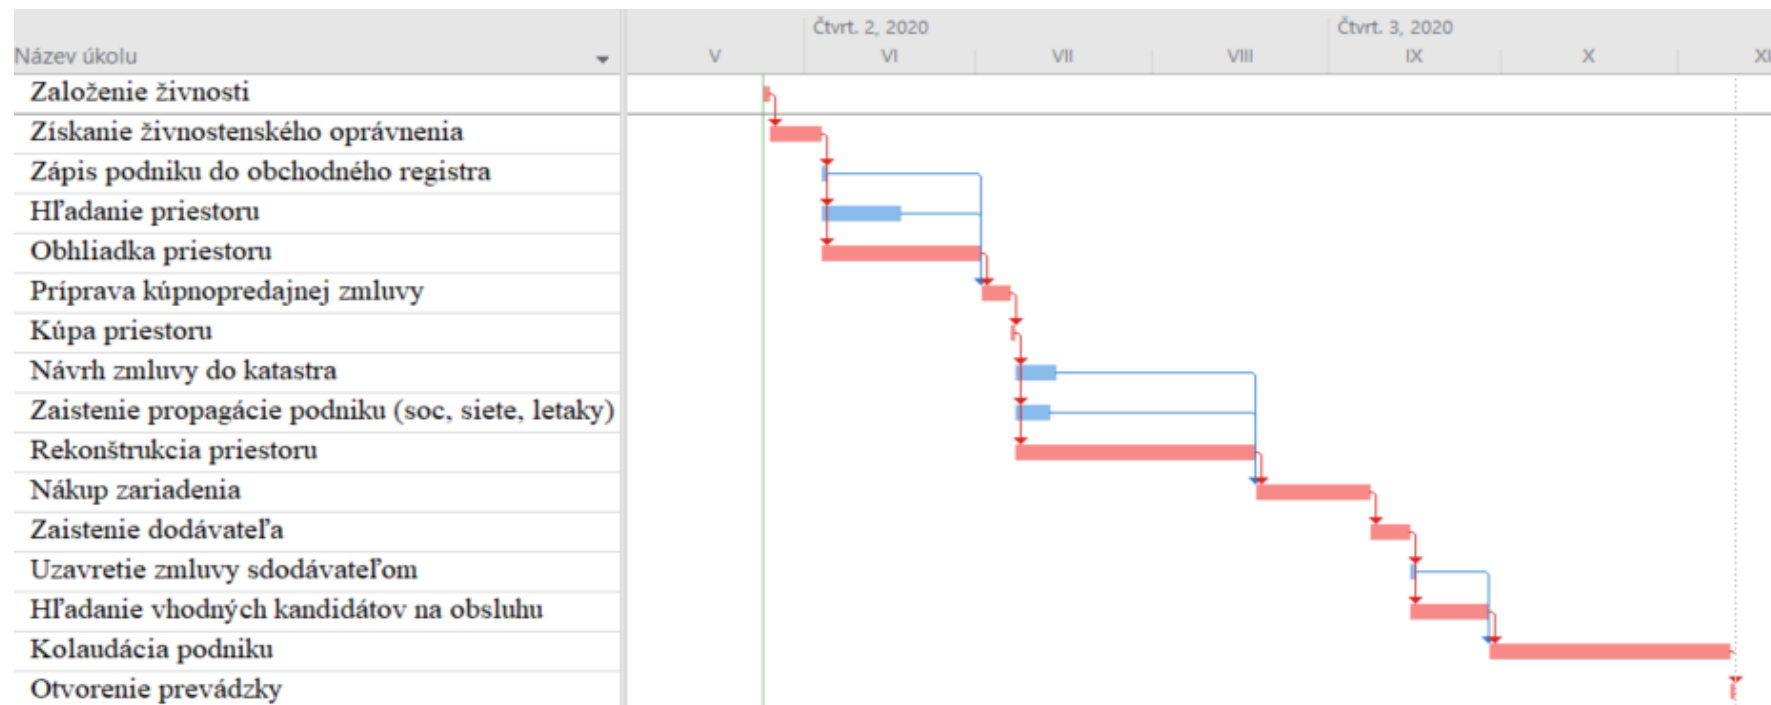 Čtvrt. 2, 2020 Čtvrt. 3, 2020
Název úkolu V VI VII VIII IX X XI
Založenie živnosti
Získanie živnostenského oprávnenia
Zápis podniku do obchodného registra
Hľadanie priestoru
Obhliadka priestoru
Príprava kúpnopredajnej zmluvy
Kúpa priestoru
Návrh zmluvy do katastra
Zaistenie propagácie podniku (soc, siete, letaky)
Rekonštrukcia priestoru
Nákup zariadenia
Zaistenie dodávateľa
Uzavretie zmluvy sdodávateľom
Hľadanie vhodných kandidátov na obsluhu
Kolaudácia podniku
Otvorenie prevádzky